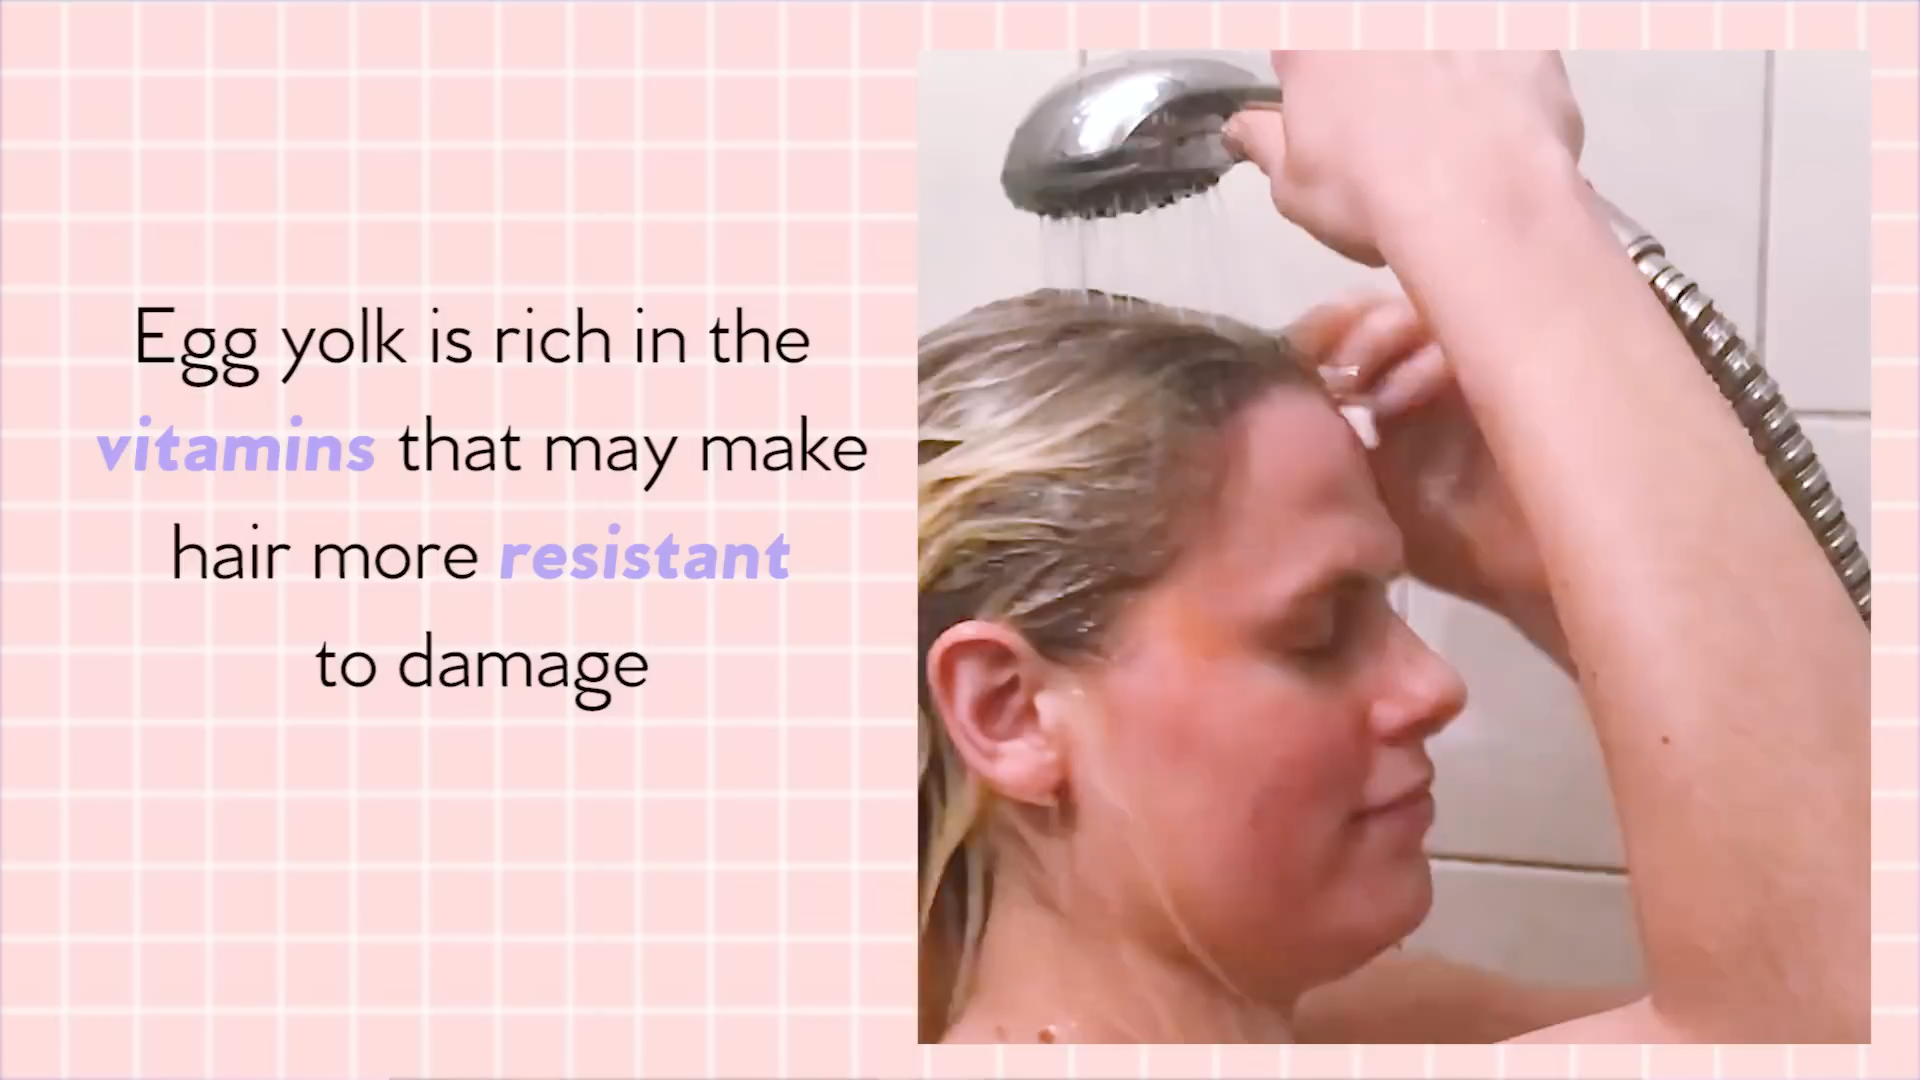 Egg yolk is rich in the
vitamins that may make
hair more resistant
to damage